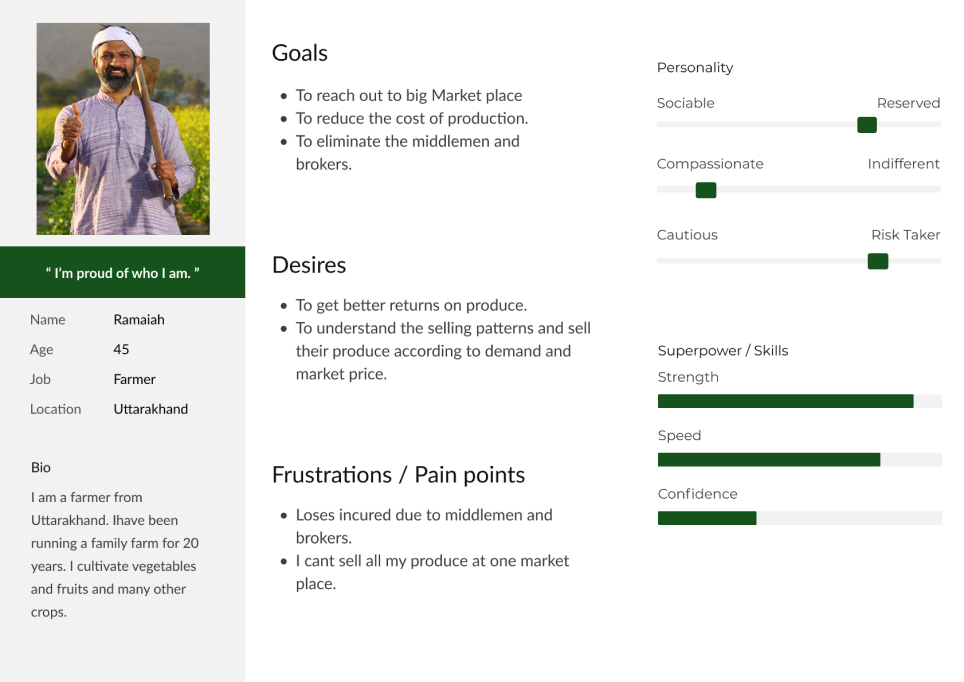 “ I’m proud of who I am. ”
Name Ramaiah
Age 45
Job Farmer
Location Uttarakhand
Bio
I am a farmer from
Uttarakhand. Ihave been
running a family farm for 20
years. I cultivate vegetables
and fruits and many other
crops.
Goals
• To reach out to big Market place
• To reduce the cost of production.
• To eliminate the middlemen and
brokers.
Desires
• To get better returns on produce.
• To understand the selling patterns and sell
their produce according to demand and
market price.
Frustrations / Pain points
• Loses incured due to middlemen and
brokers.
• I cant sell all my produce at one market
place.
Personality
Sociable Reserved
Compassionate Indifferent
Cautious Risk Taker
Superpower / Skills
Strength
Speed
Confidence